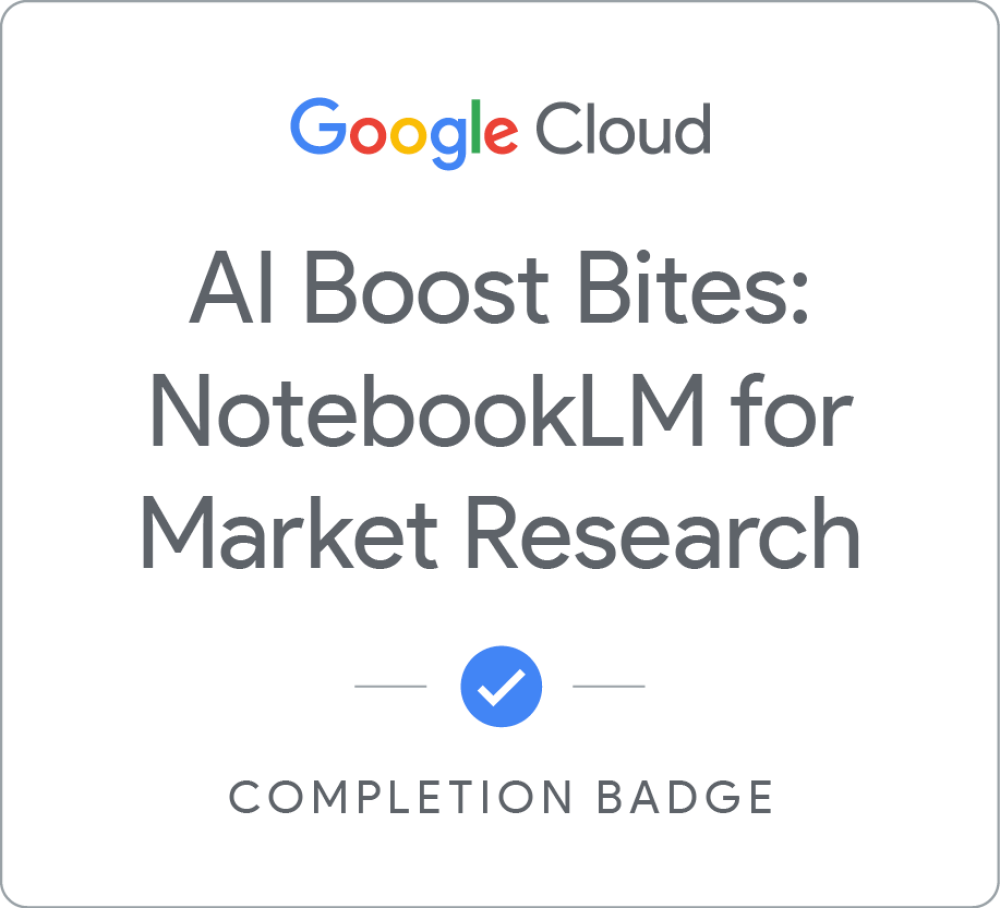 Google Cloud
AI Boost Bites:
NotebookLM for
Market Research
COMPLETION BADGE